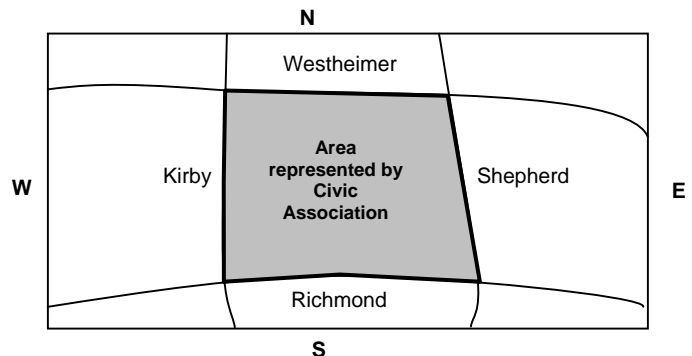 N
Westheimer
Area
represented by
Civic
Association
Kirby
Shepherd
W
E
Richmond
S